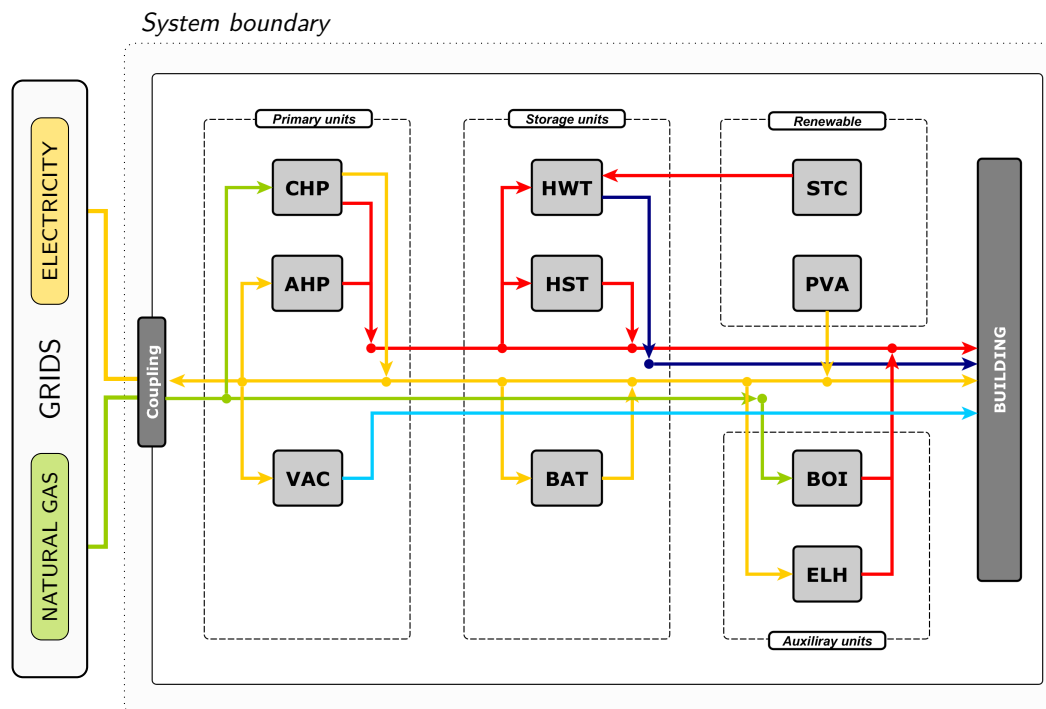 System boundary
GRIDS
ELECTRICITY
NATURAL GAS
Coupling
Primary units
CHP
AHP
VAC
Storage units
HWT
HST
BAT
Renewable
STC
PVA
BOI
ELH
Auxiliray units
BUILDING